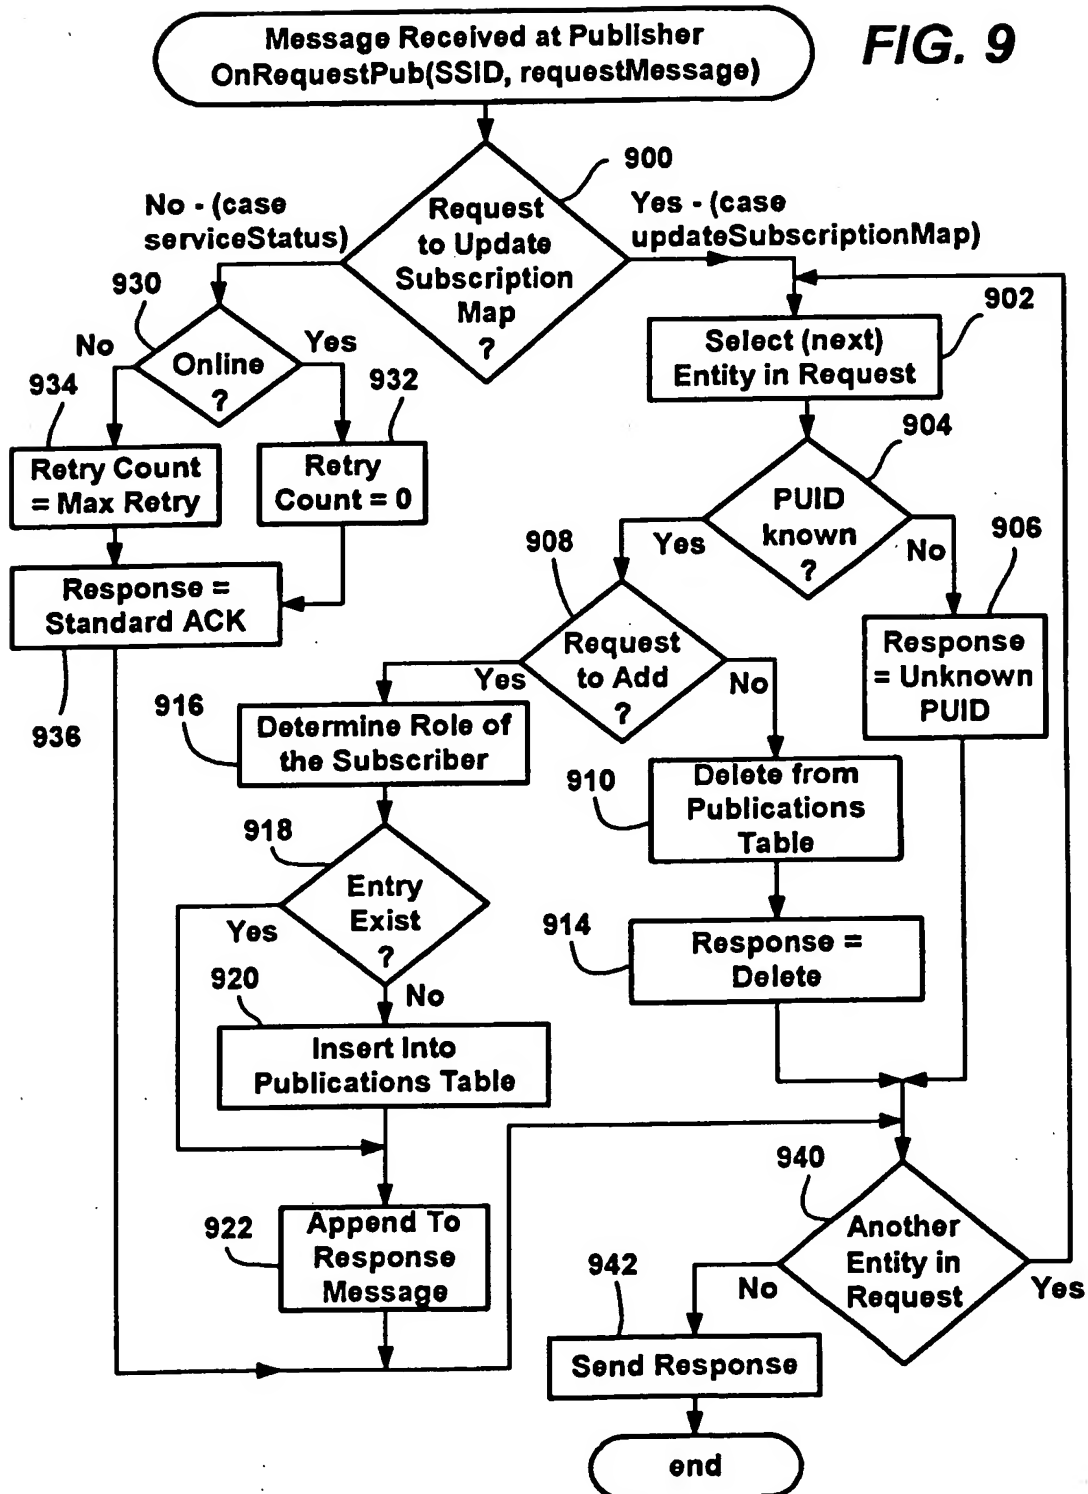 Message Received at Publisher
OnRequestPub(SSID, requestMessage)
FIG. 9
900
No - (case
serviceStatus)
Request
to Update
Subscription
Map
?
Yes - (case
updateSubscriptionMap)
930
No
Online
?
Yes
902
Select (next)
Entity in Request
934
932
904
Retry Count
= Max Retry
Retry
Count = 0
PUID
known
?
Yes
No
906
908
Response =
Standard ACK
936
Request
to Add
?
Yes
No
Response
= Unknown
PUID
916
Determine Role of
the Subscriber
910
Delete from
Publications
Table
918
Entry
Exist
?
Yes
No
914
Response =
Delete
920
Insert Into
Publications Table
940
Another
Entity in
Request
No
Yes
922
Append To
Response
Message
942
Send Response
end